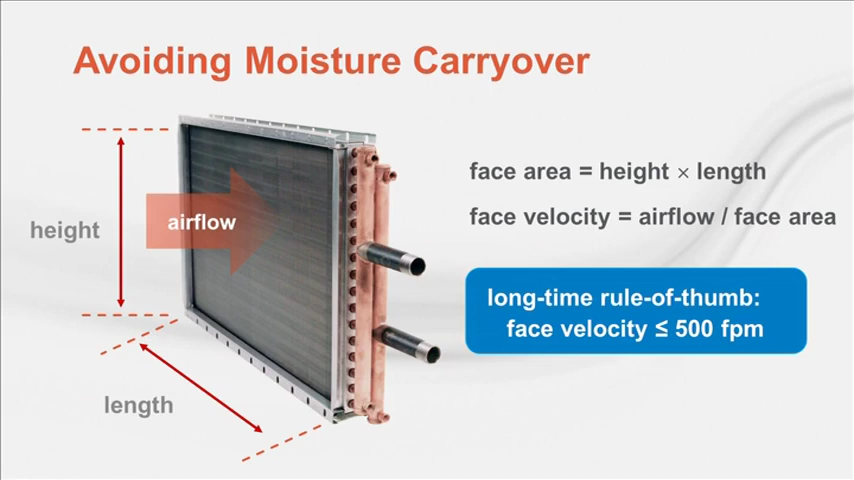 Avoiding Moisture Carryover
height
airflow
length
face area = height × length
face velocity = airflow / face area
long-time rule-of-thumb:
face velocity ≤ 500 fpm